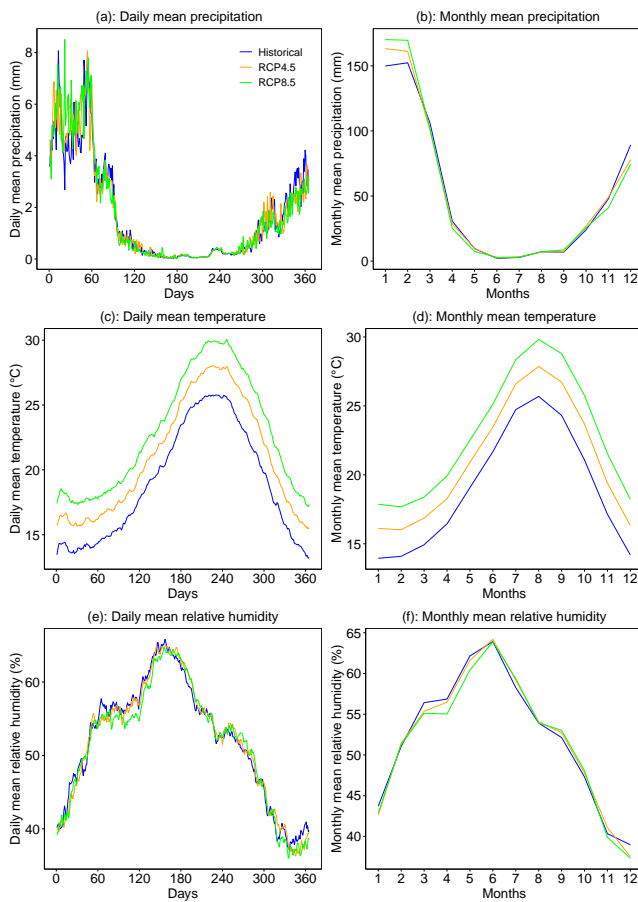 (a): Daily mean precipitation
Daily mean precipitation (mm)
8
6
4
2
0
Historical
RCP4.5
RCP8.5
0 60 120 180 240 300 360
Days
(b): Monthly mean precipitation
Monthly mean precipitation (mm)
150
100
50
0
1 2 3 4 5 6 7 8 9 10 11 12
Months
(c): Daily mean temperature
Daily mean temperature (°C)
30
25
20
15
0 60 120 180 240 300 360
Days
(d): Monthly mean temperature
Monthly mean temperature (°C)
30
25
20
15
1 2 3 4 5 6 7 8 9 10 11 12
Months
(e): Daily mean relative humidity
Daily mean relative humidity (%)
60
50
40
0 60 120 180 240 300 360
Days
(f): Monthly mean relative humidity
Monthly mean relative humidity (%)
65
60
55
50
45
40
1 2 3 4 5 6 7 8 9 10 11 12
Months